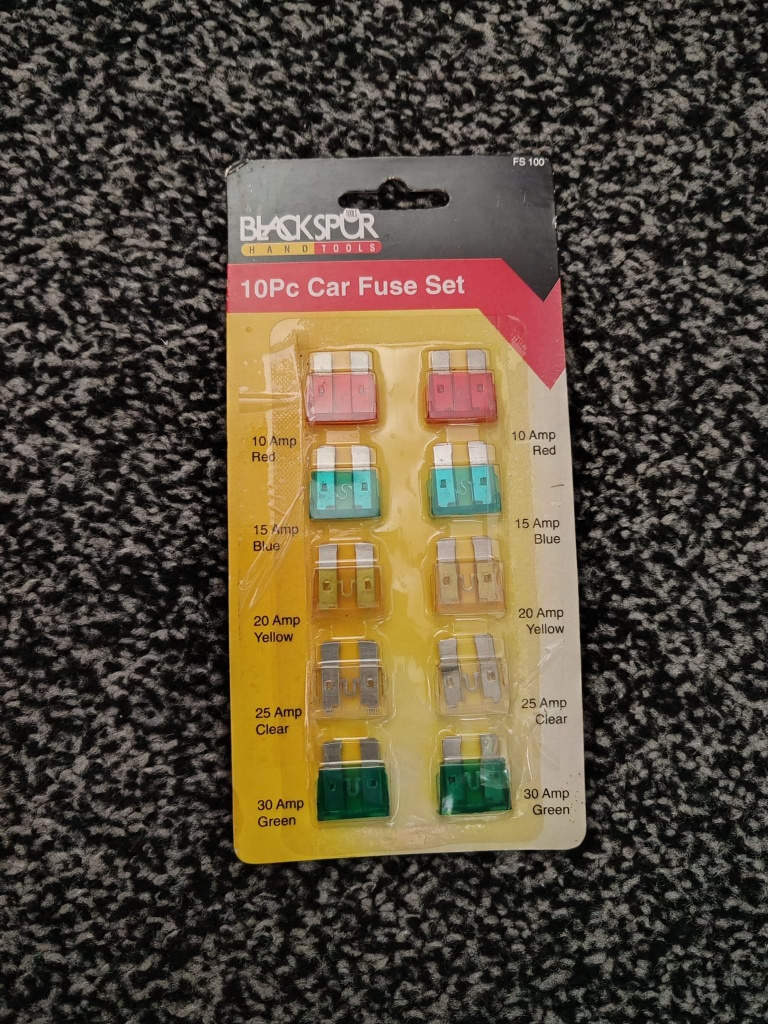 FS 100
BLACKSPUR
HAND TOOLS
10Pc Car Fuse Set
10 Amp
Red
10 Amp
Red
15 Amp
Blue
15 Amp
Blue
20 Amp
Yellow
20 Amp
Yellow
25 Amp
Clear
25 Amp
Clear
30 Amp
Green
30 Amp
Green